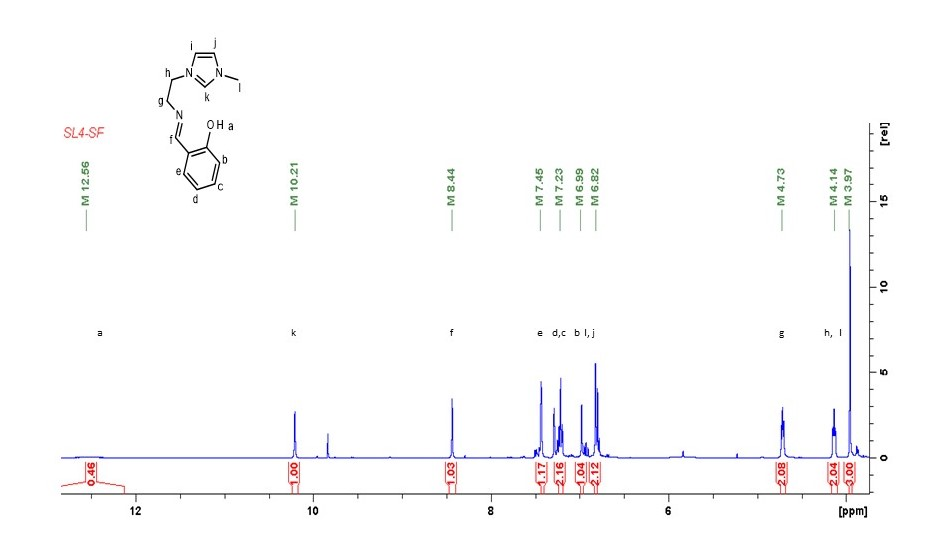 i j
h N N
g k l
N
SL4-SF
OH a
f
e b
d c
[rel]
M 12.56 M 10.21 M 8.44 M 7.45 M 7.23 M 6.99 M 6.82 M 4.73 M 4.14 M 3.97
15
10
a k f e d,c b I, j g h, l
5
0
0.46 1.00 1.03 1.17 2.16 1.04 2.12 2.08 2.04 3.00
12 10 8 6 [ppm]